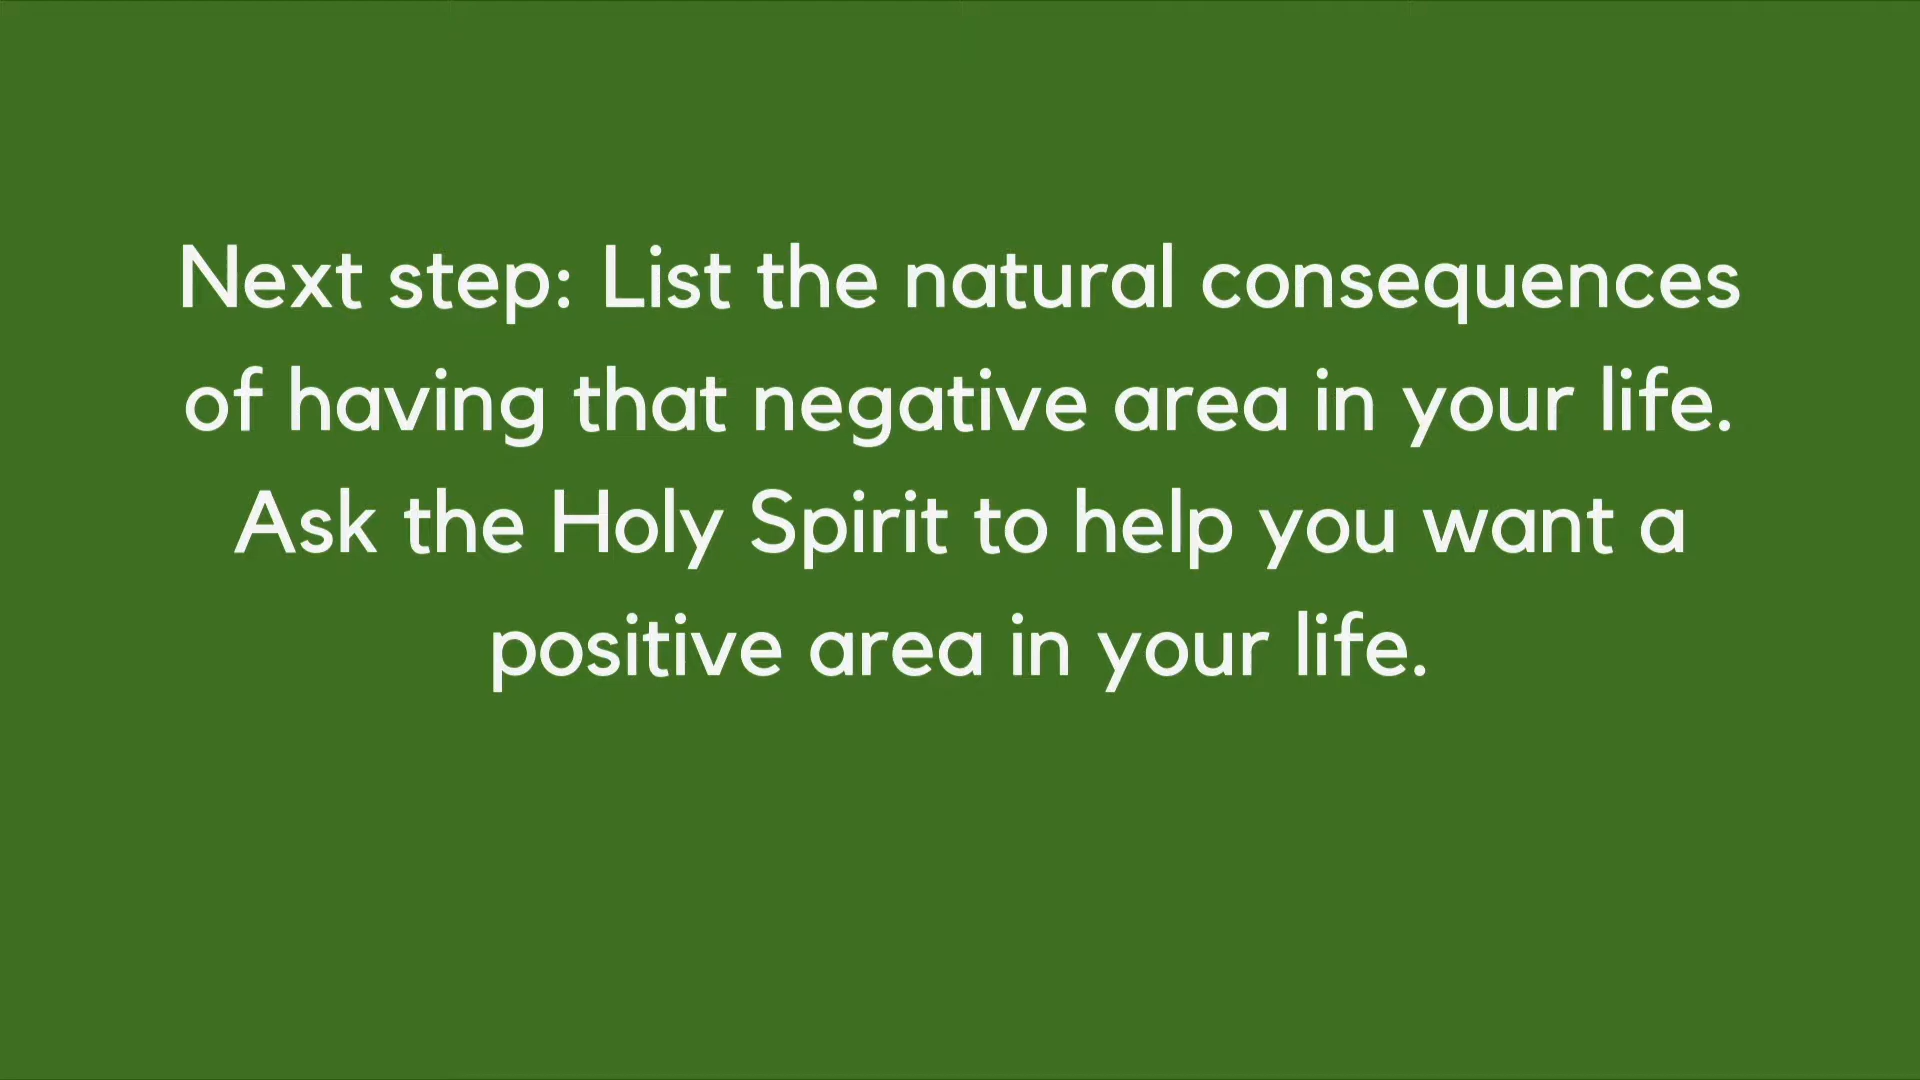 Next step: List the natural consequences
of having that negative area in your life.
Ask the Holy Spirit to help you want a
positive area in your life.